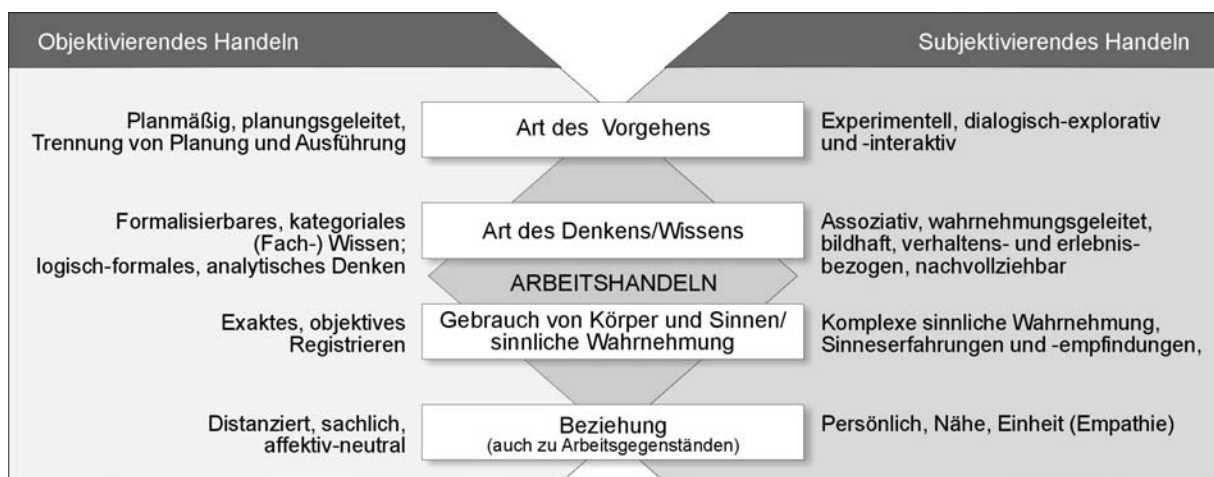 Objektivierendes Handeln
Subjektivierendes Handeln
Planmäßig, planungsgeleitet,
Trennung von Planung und Ausführung
Art des Vorgehens
Experimentell, dialogisch-explorativ
und -interaktiv
Formalisierbares, kategoriales
(Fach-) Wissen;
logisch-formales, analytisches Denken
Art des Denkens/Wissens
Assoziativ, wahrnehmungsgeleitet,
bildhaft, verhaltens- und erlebnis-
bezogen, nachvollziehbar
ARBEITSHANDELN
Exaktes, objektives
Registrieren
Gebrauch von Körper und Sinnen/
sinnliche Wahrnehmung
Komplexe sinnliche Wahrnehmung,
Sinneserfahrungen und -empfindungen,
Distanziert, sachlich,
affektiv-neutral
Beziehung
(auch zu Arbeitsgegenständen)
Persönlich, Nähe, Einheit (Empathie)